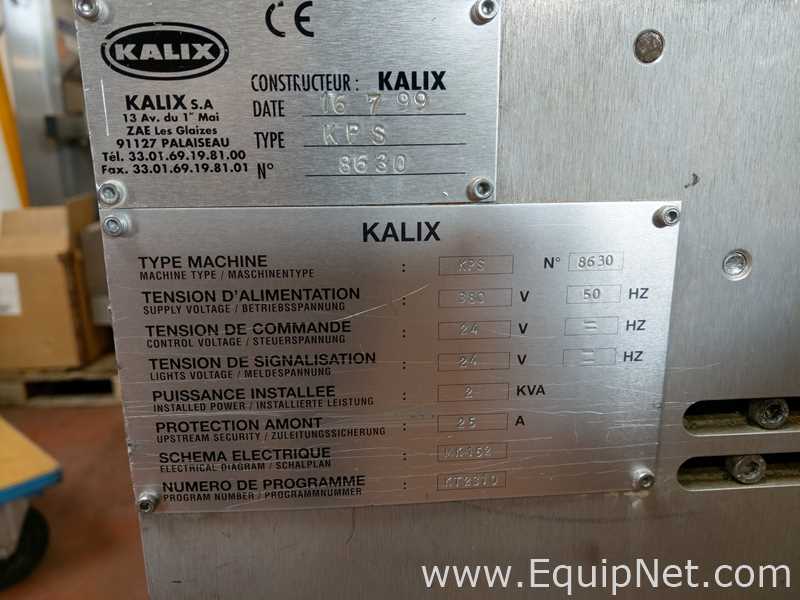 CE
KALIX
KALIX S.A
13 Av. du 1er Mai
ZAE Les Glaizes
91127 PALAISEAU
Tél. 33.01.69.19.81.00
Fax. 33.01.69.19.81.01
CONSTRUCTEUR : KALIX
DATE 16 7 99
TYPE KPS
N° 8630
KALIX
TYPE MACHINE : KPS N° 8630
MACHINE TYPE / MASCHINENTYPE
TENSION D'ALIMENTATION : 380 V 50 HZ
SUPPLY VOLTAGE / BETRIEBSSPANNUNG
TENSION DE COMMANDE : 24 V = HZ
CONTROL VOLTAGE / STEUERSPANNUNG
TENSION DE SIGNALISATION : 24 V = HZ
LIGHTS VOLTAGE / MELDESPANNUNG
PUISSANCE INSTALLEE : 2 KVA
INSTALLED POWER / INSTALLIERTE LEISTUNG
PROTECTION AMONT : 25 A
UPSTREAM SECURITY / ZULEITUNGSSICHERUNG
SCHEMA ELECTRIQUE :
ELECTRICAL DIAGRAM / SCHALPLAN
NUMERO DE PROGRAMME :
PROGRAM NUMBER / PROGRAMMNUMMER
www.EquipNet.com